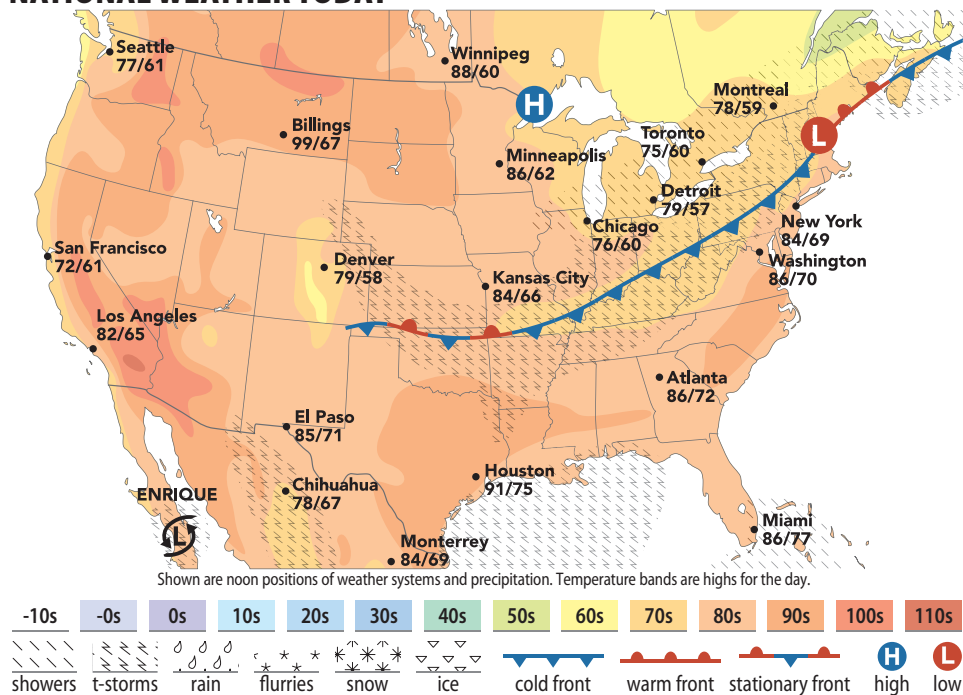 NATIONAL WEATHER TODAY
Seattle
77/61
Winnipeg
88/60
H
Montreal
78/59
Billings
99/67
Toronto
75/60
L
Minneapolis
86/62
Detroit
79/57
Chicago
76/60
New York
84/69
San Francisco
72/61
Denver
79/58
Washington
86/70
Kansas City
84/66
Los Angeles
82/65
Atlanta
86/72
El Paso
85/71
Houston
91/75
Chihuahua
78/67
ENRIQUE
L
Miami
86/77
Monterrey
84/69
Shown are noon positions of weather systems and precipitation. Temperature bands are highs for the day.
-10s -0s 0s 10s 20s 30s 40s 50s 60s 70s 80s 90s 100s 110s
H L
showers t-storms rain flurries snow ice cold front warm front stationary front high low